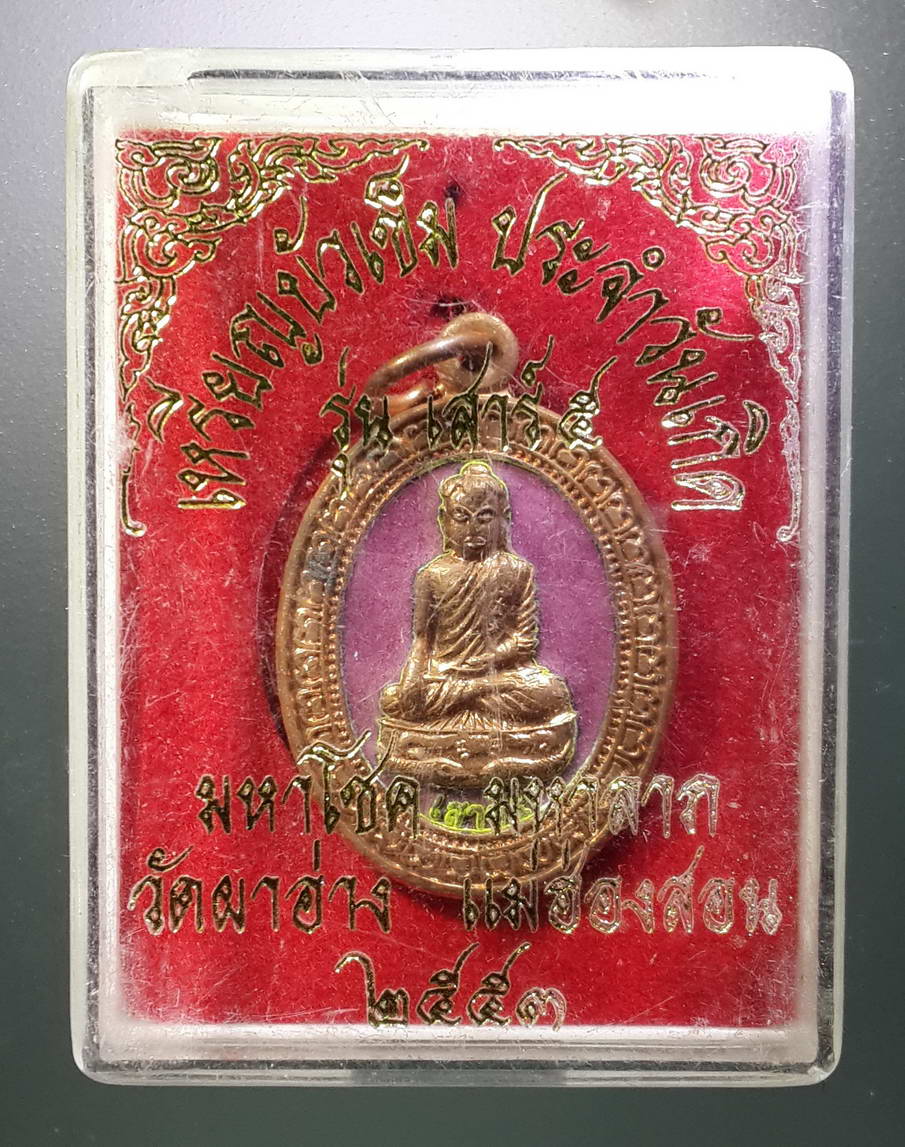 เหรียญบัวเข็ม ประจำวันเกิด
รุ่น เสาร์ ๕
มหาโชค มหาลาภ
วัดผาอ่าง แม่ฮ่องสอน
๒๕๕๓